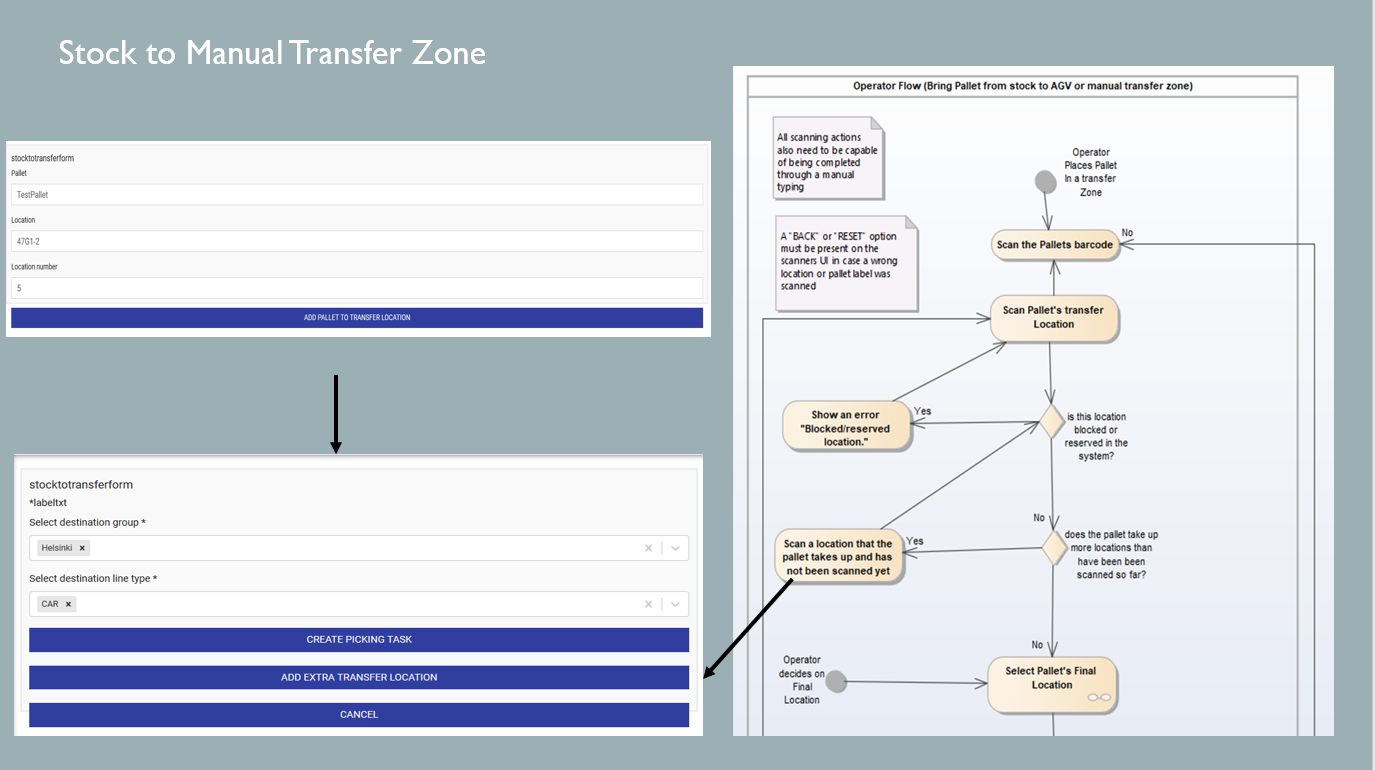 Stock to Manual Transfer Zone
stocktotransferform
Pallet
TestPallet
Location
47G1-2
Location number
5
ADD PALLET TO TRANSFER LOCATION
stocktotransferform
*labeltxt
Select destination group *
Helsinki ×
Select destination line type *
CAR ×
CREATE PICKING TASK
ADD EXTRA TRANSFER LOCATION
CANCEL
Operator Flow (Bring Pallet from stock to AGV or manual transfer zone)
All scanning actions
also need to be capable
of being completed
through a manual
typing
Operator
Places Pallet
In a transfer
Zone
A "BACK" or "RESET" option
must be present on the
scanners UI in case a wrong
location or pallet label was
scanned
Scan the Pallets barcode
No
Scan Pallet's transfer
Location
Show an error
"Blocked/reserved
location."
Yes
is this location
blocked or
reserved in the
system?
No
Scan a location that the
pallet takes up and has
not been scanned yet
Yes
does the pallet take up
more locations than
have been been
scanned so far?
No
Operator
decides on
Final
Location
Select Pallet's Final
Location